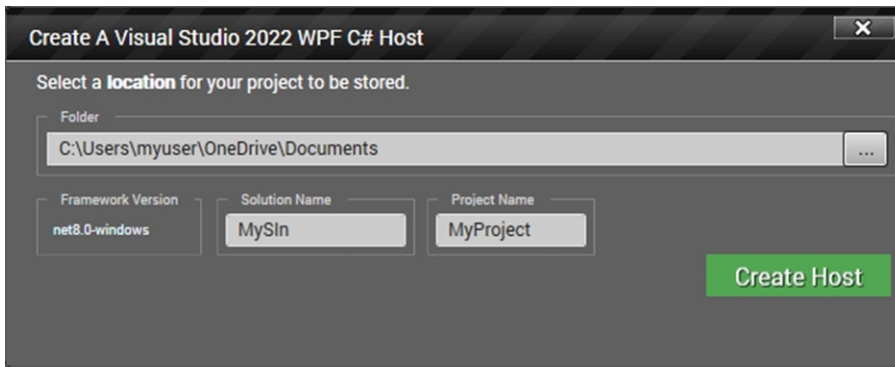 Create A Visual Studio 2022 WPF C# Host
X
Select a location for your project to be stored.
Folder
C:\Users\myuser\OneDrive\Documents
...
Framework Version
Solution Name
Project Name
net8.0-windows
MySln
MyProject
Create Host